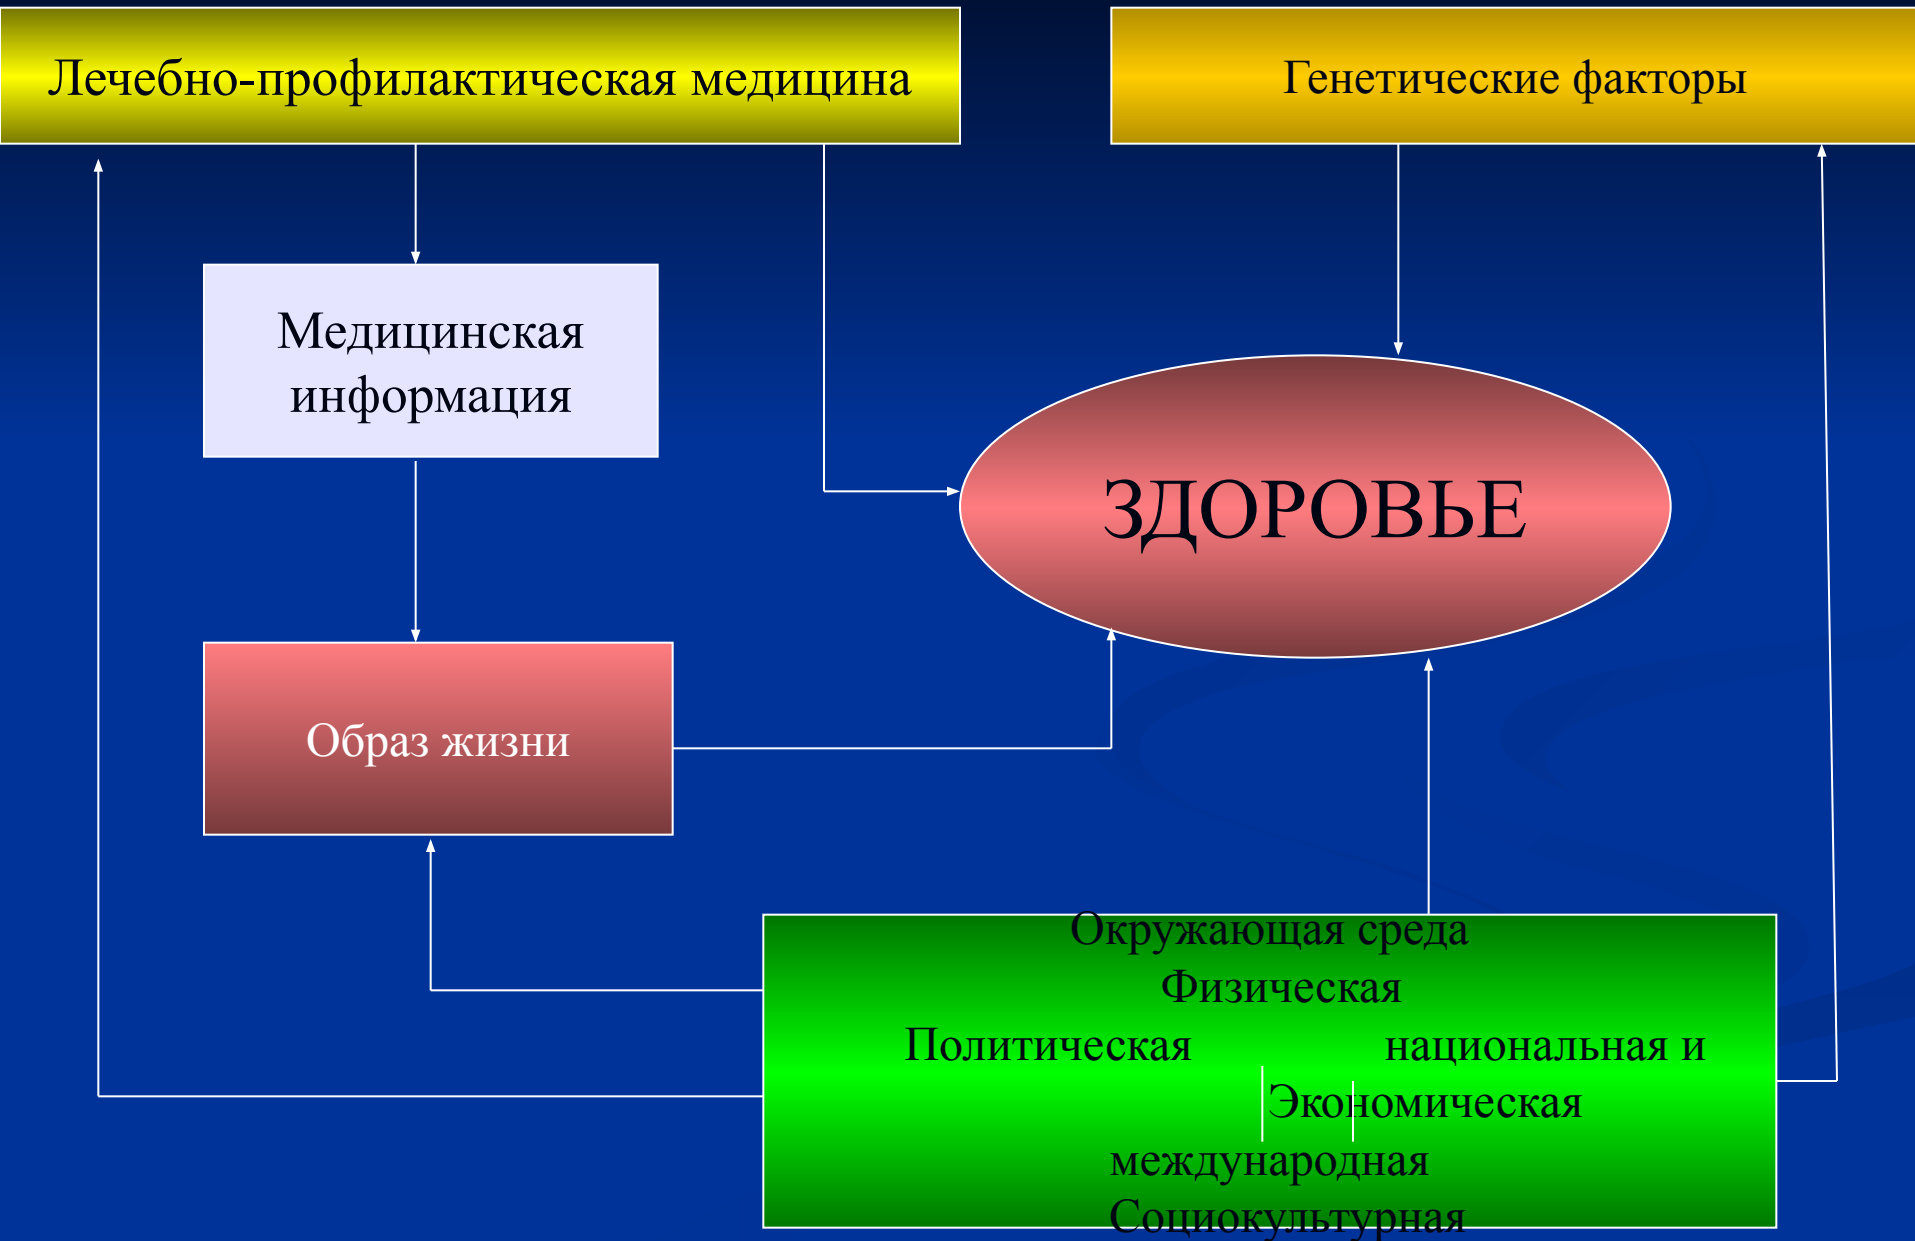 Лечебно-профилактическая медицина
Генетические факторы
Медицинская
информация
ЗДОРОВЬЕ
Образ жизни
Окружающая среда
Физическая
Политическая национальная и
Экономическая
международная
Социокультурная